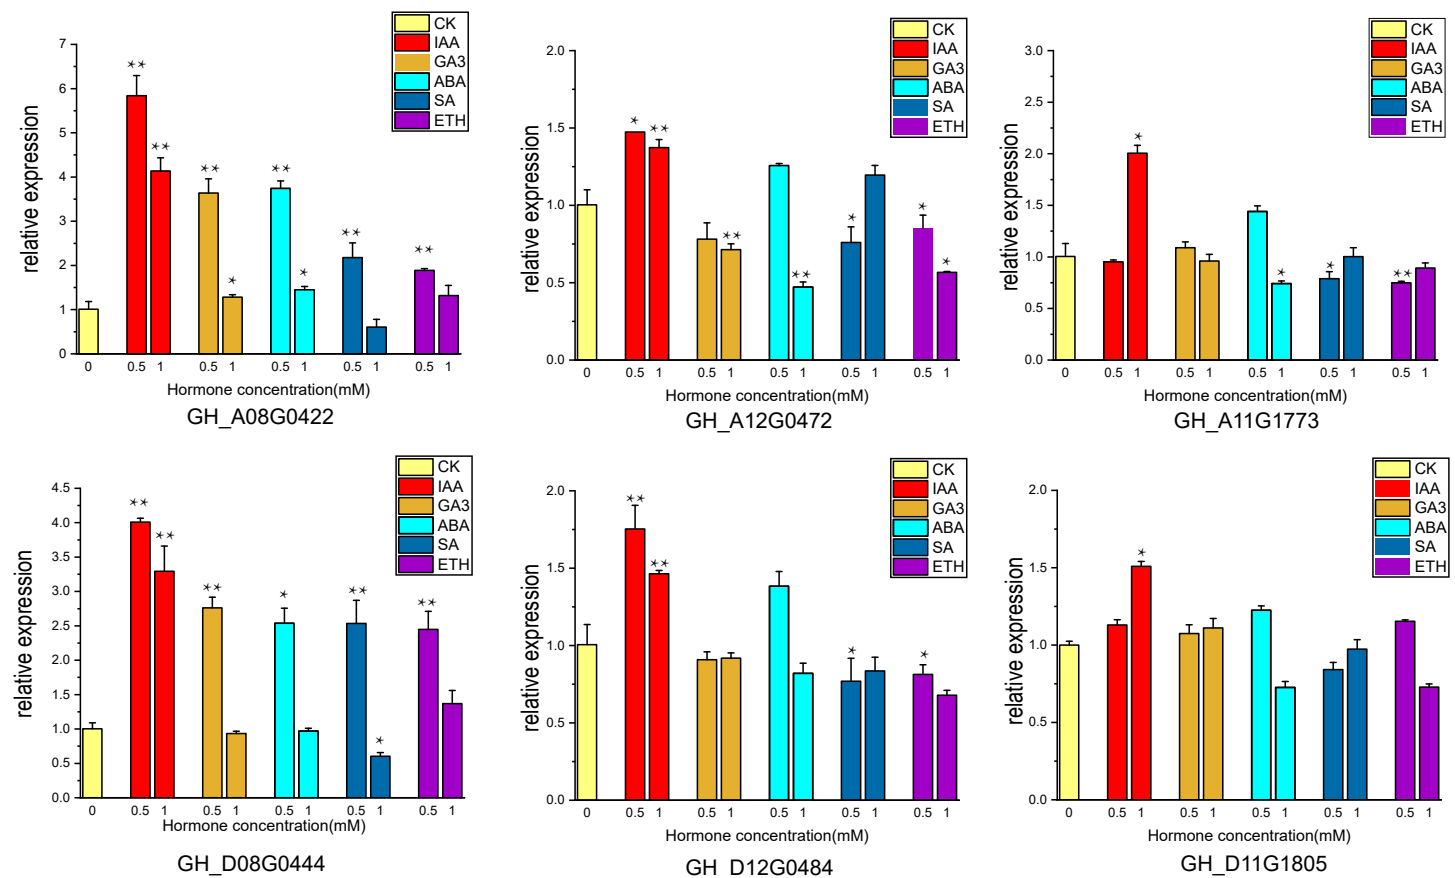 CK
IAA
GA3
ABA
SA
ETH
relative expression
7
6
5
4
3
2
1
0
** ** ** * ** * ** **
0 0.5 1 0.5 1 0.5 1 0.5 1 0.5 1
Hormone concentration(mM)
GH_A08G0422
CK
IAA
GA3
ABA
SA
ETH
relative expression
2.0
1.5
1.0
0.5
0.0
* ** ** ** * * *
0 0.5 1 0.5 1 0.5 1 0.5 1 0.5 1
Hormone concentration(mM)
GH_A12G0472
CK
IAA
GA3
ABA
SA
ETH
relative expression
3.0
2.5
2.0
1.5
1.0
0.5
0.0
* * * **
0 0.5 1 0.5 1 0.5 1 0.5 1 0.5 1
Hormone concentration(mM)
GH_A11G1773
CK
IAA
GA3
ABA
SA
ETH
relative expression
4.5
4.0
3.5
3.0
2.5
2.0
1.5
1.0
0.5
0.0
** ** ** * ** * **
0 0.5 1 0.5 1 0.5 1 0.5 1 0.5 1
Hormone concentration(mM)
GH_D08G0444
CK
IAA
GA3
ABA
SA
ETH
relative expression
2.0
1.5
1.0
0.5
0.0
** ** * *
0 0.5 1 0.5 1 0.5 1 0.5 1 0.5 1
Hormone concentration(mM)
GH D12G0484
CK
IAA
GA3
ABA
SA
ETH
relative expression
2.0
1.5
1.0
0.5
0.0
*
0 0.5 1 0.5 1 0.5 1 0.5 1 0.5 1
Hormone concentration(mM)
GH_D11G1805